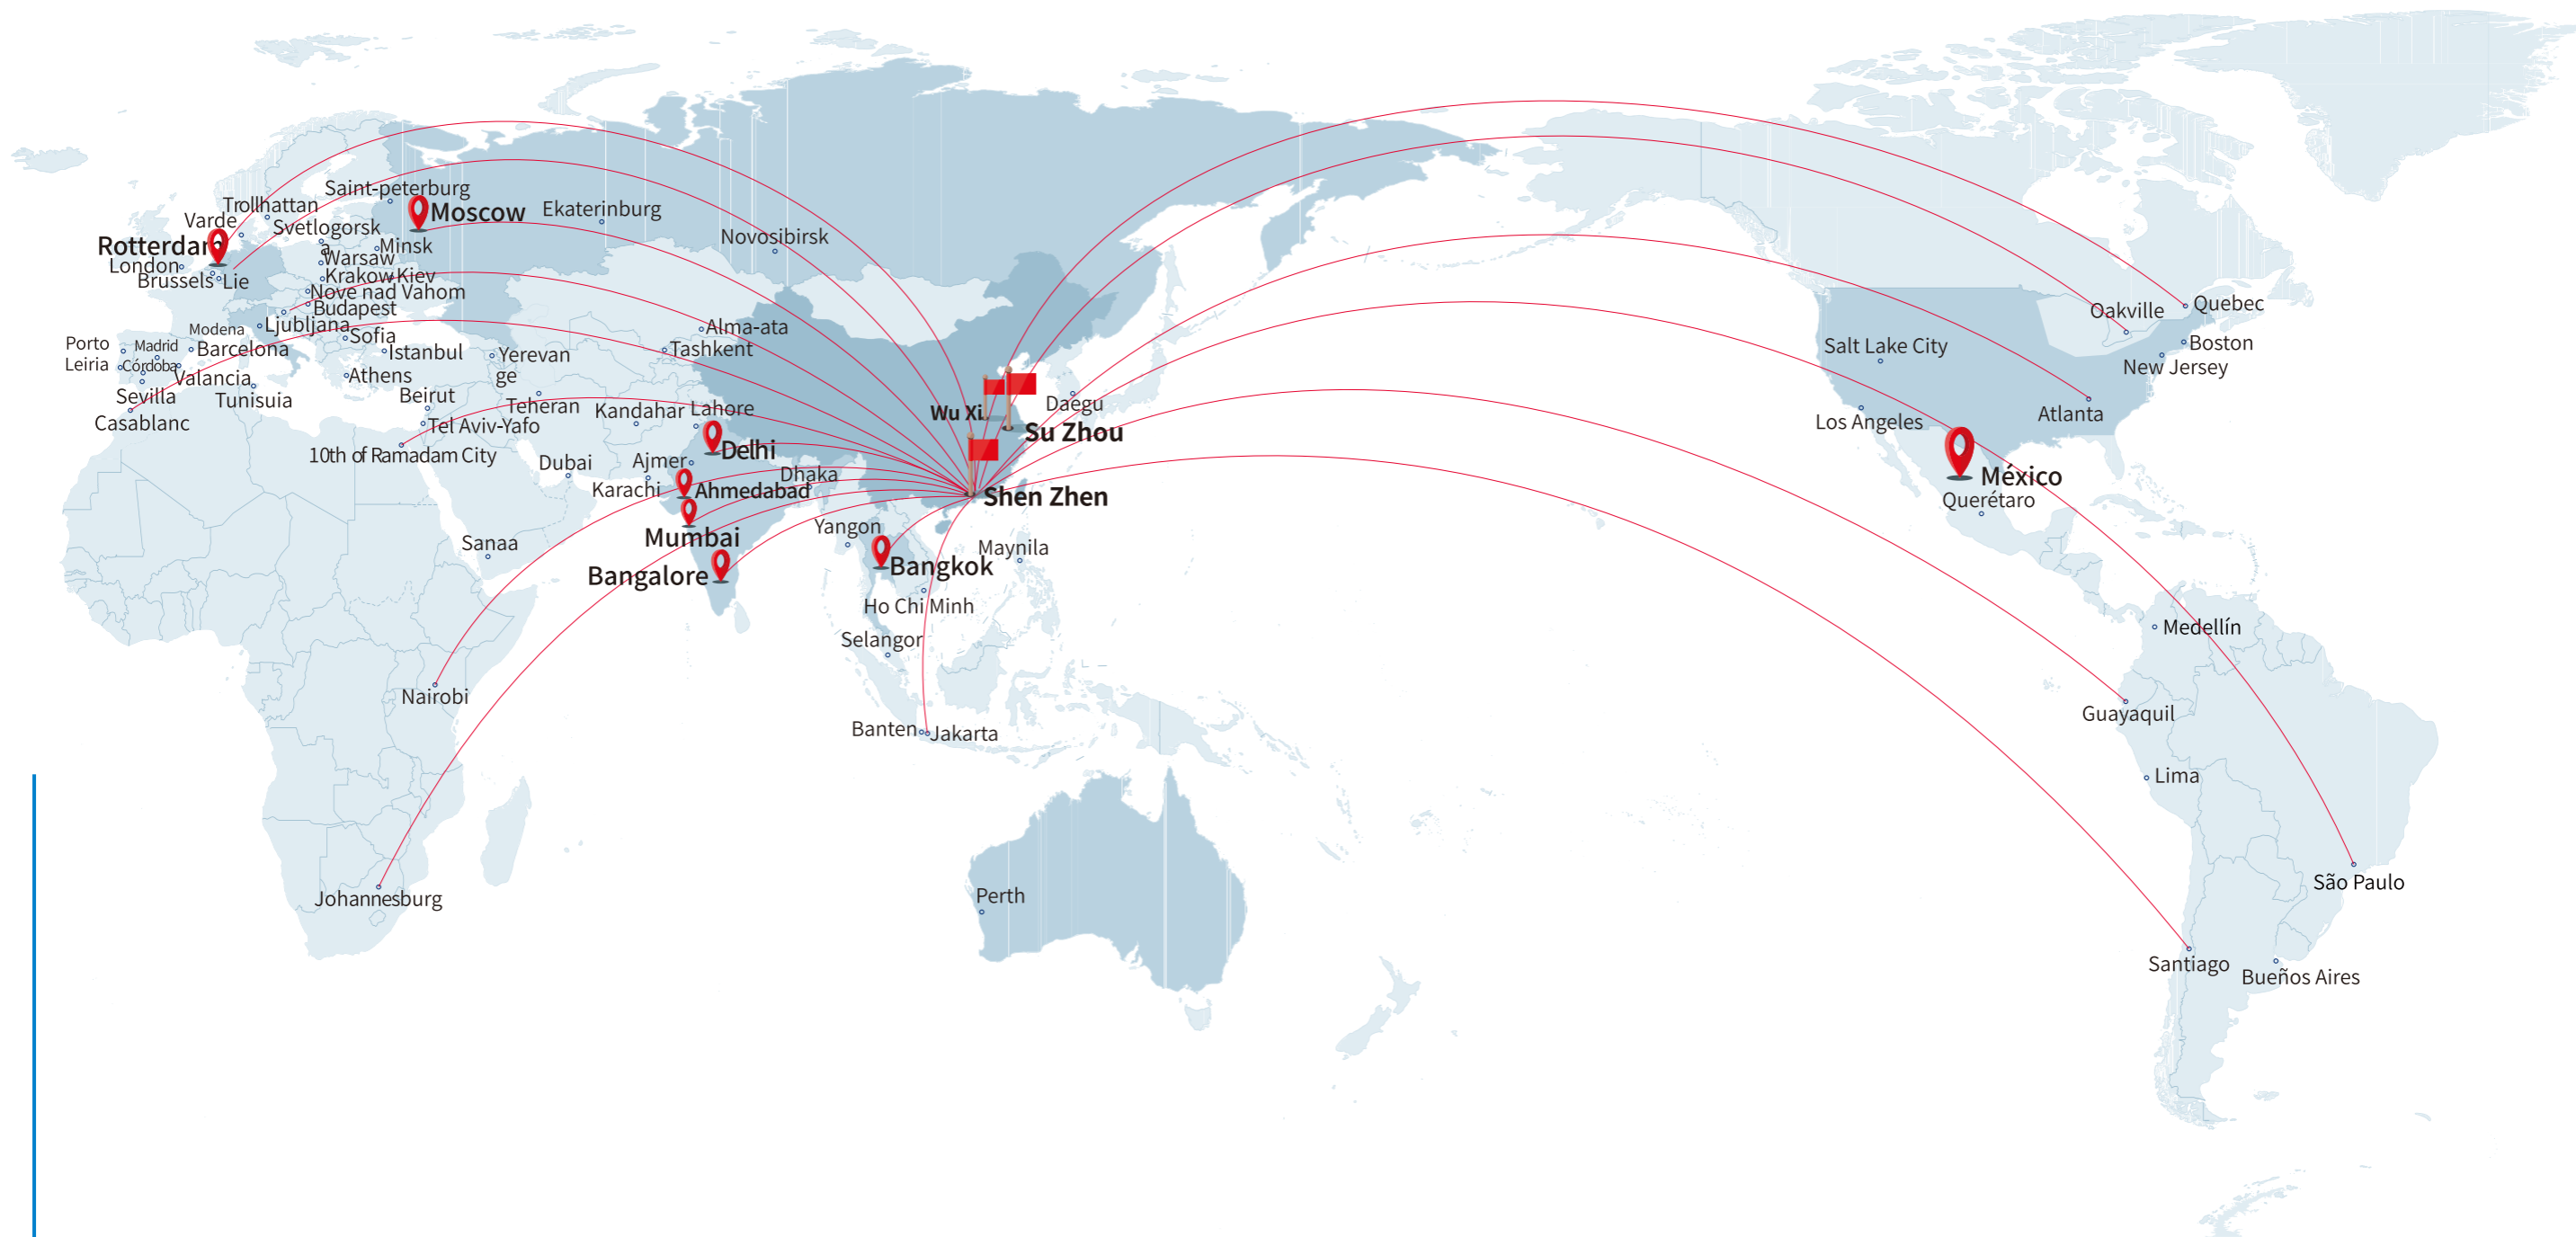 Saint-peterburg
Trollhattan
Moscow
Ekaterinburg
Varde
Svetlogorsk
a
Novosibirsk
Rotterdam
Minsk
London
Warsaw
Brussels
Lie
Krakow
Kiev
Nove nad Vahom
Budapest
Modena
Ljubljana
Alma-ata
Sofia
Porto
Madrid
Barcelona
Istanbul
Yerevan
ge
Tashkent
Leiria
Córdoba
Valancia
Athens
Sevilla
Tunisuia
Beirut
Teheran
Kandahar
Lahore
Casablanc
Tel Aviv-Yafo
10th of Ramadam City
Delhi
Dubai
Ajmer
Dhaka
Karachi
Ahmedabad
Wu Xi
Su Zhou
Daegu
Shen Zhen
Sanaa
Mumbai
Yangon
Maynila
Bangalore
Bangkok
Ho Chi Minh
Selangor
Nairobi
Banten
Jakarta
Johannesburg
Perth
Oakville
Quebec
Salt Lake City
Boston
New Jersey
Los Angeles
Atlanta
México
Querétaro
Medellín
Guayaquil
Lima
São Paulo
Santiago
Bueños Aires